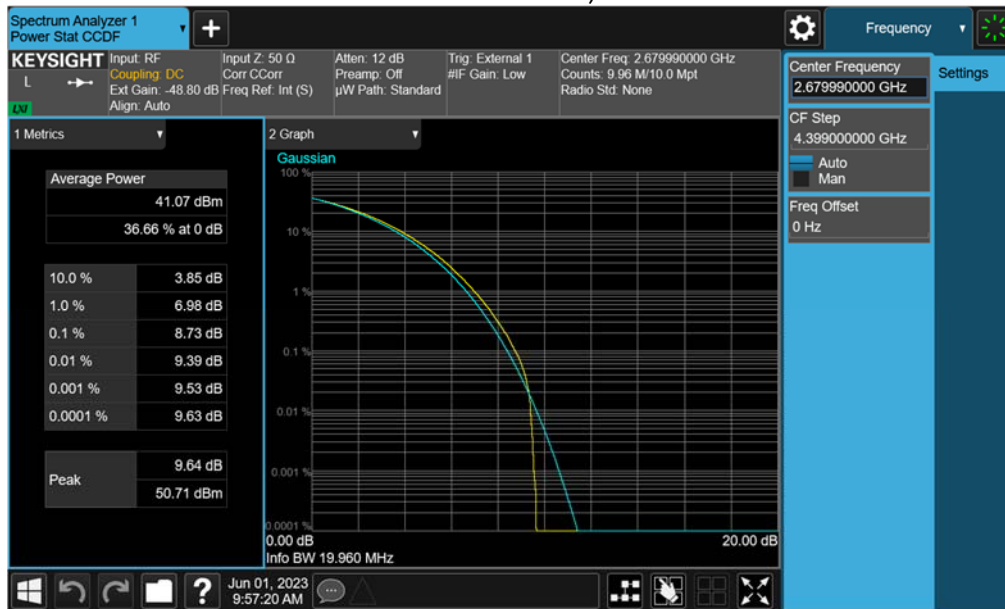 Spectrum Analyzer 1
Power Stat CCDF
+
Frequency
KEYSIGHT
L
LXI
Input: RF
Coupling: DC
Ext Gain: -48.80 dB
Align: Auto
Input Z: 50 Ω
Corr CCorr
Freq Ref: Int (S)
Atten: 12 dB
Preamp: Off
µW Path: Standard
Trig: External 1
#IF Gain: Low
Center Freq: 2.679990000 GHz
Counts: 9.96 M/10.0 Mpt
Radio Std: None
Center Frequency
2.679990000 GHz
Settings
CF Step
4.399000000 GHz
Auto
Man
Freq Offset
0 Hz
1 Metrics
Average Power
41.07 dBm
36.66 % at 0 dB
10.0 % 3.85 dB
1.0 % 6.98 dB
0.1 % 8.73 dB
0.01 % 9.39 dB
0.001 % 9.53 dB
0.0001 % 9.63 dB
Peak 9.64 dB
50.71 dBm
2 Graph
Gaussian
100 %
10 %
1 %
0.1 %
0.01 %
0.001 %
0.0001 %
0.00 dB 20.00 dB
Info BW 19.960 MHz
? Jun 01, 2023
9:57:20 AM